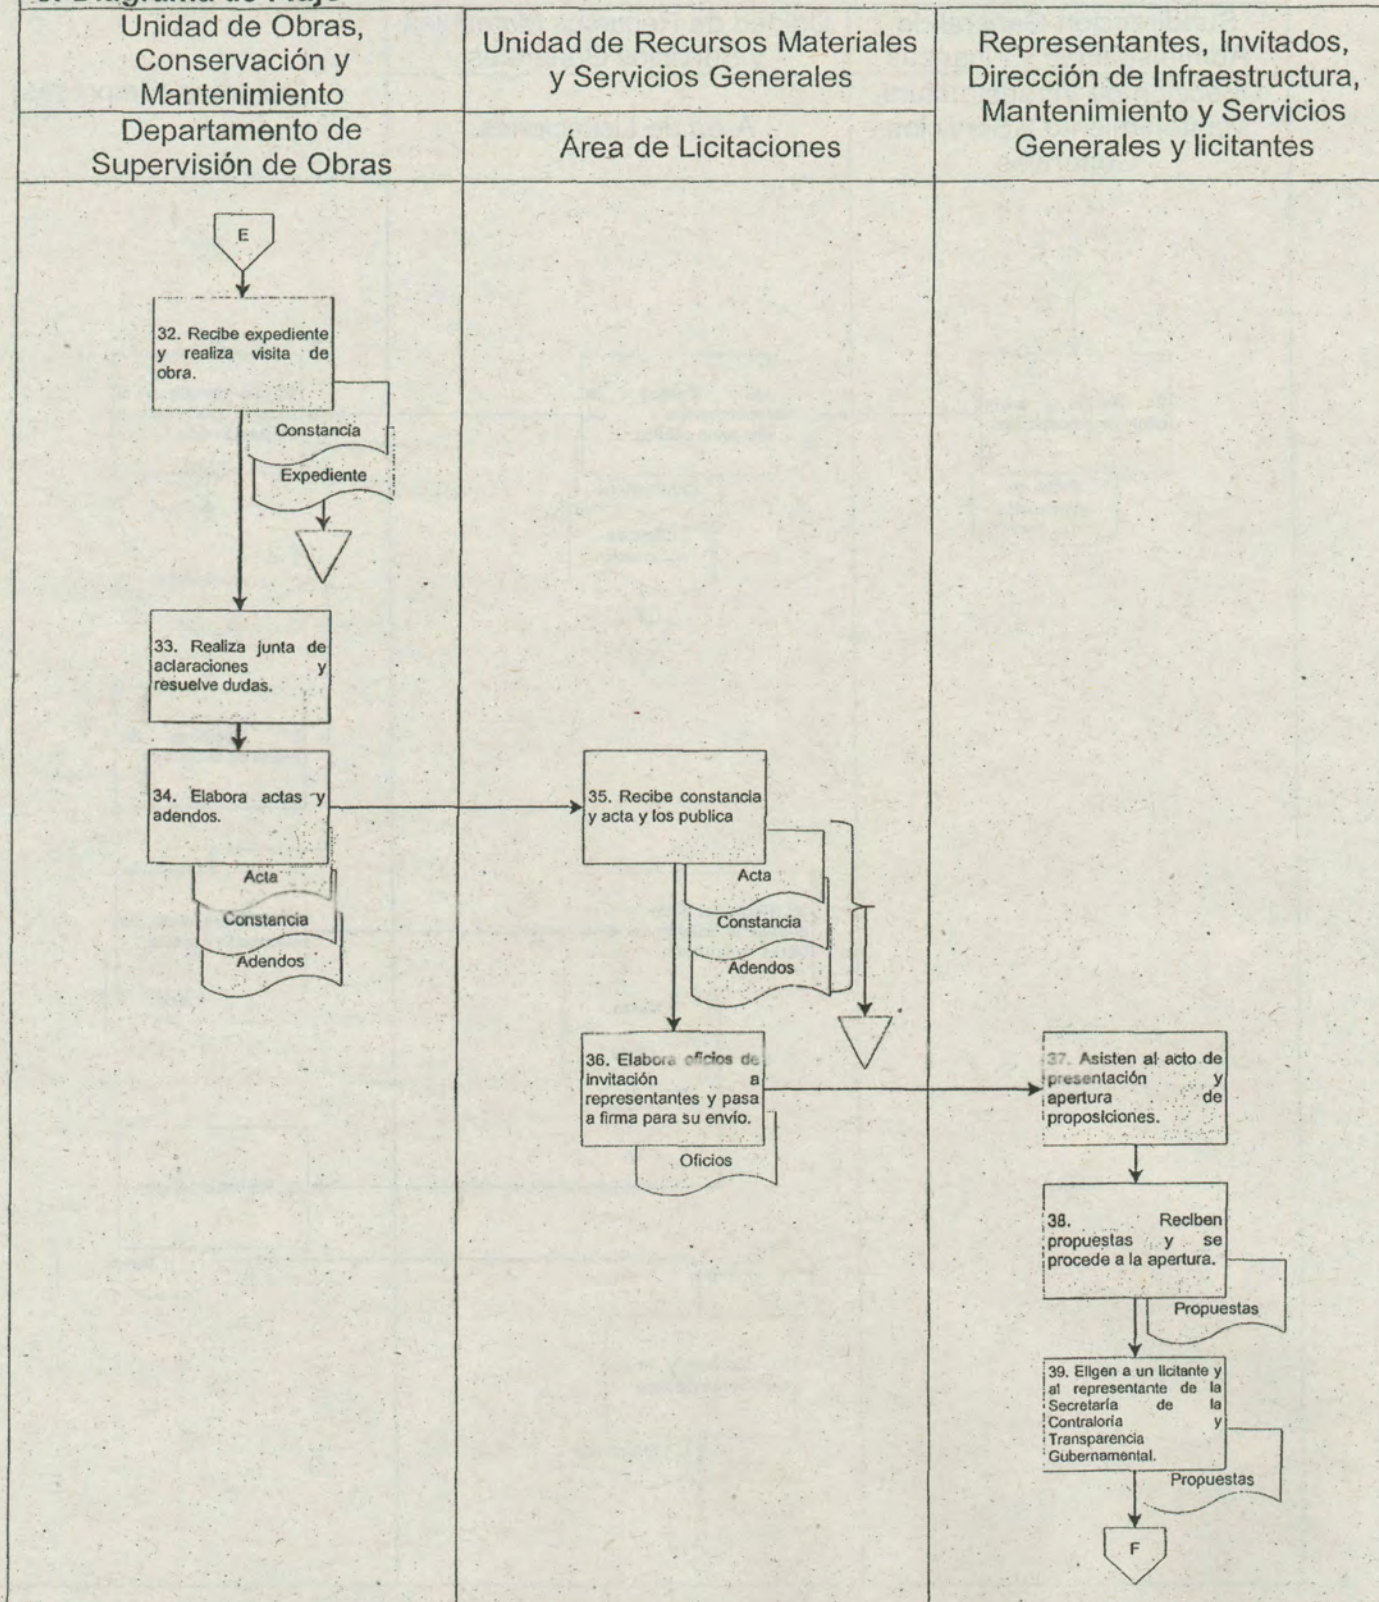 Unidad de Obras,
Conservación y
Mantenimiento
Unidad de Recursos Materiales
y Servicios Generales
Representantes, Invitados,
Dirección de Infraestructura,
Mantenimiento y Servicios
Generales y licitantes
Departamento de
Supervisión de Obras
Área de Licitaciones
E
32. Recibe expediente
y realiza visita de
obra.
Constancia
Expediente
33. Realiza junta de
aclaraciones y
resuelve dudas.
34. Elabora actas y
adendos.
Acta
Constancia
Adendos
35. Recibe constancia
y acta y los publica
Acta
Constancia
Adendos
36. Elabora oficios de
invitación a
representantes y pasa
a firma para su envío.
Oficios
37. Asisten al acto de
presentación y
apertura de
proposiciones.
38. Reciben
propuestas y se
procede a la apertura.
Propuestas
39. Eligen a un licitante y
al representante de la
Secretaría de la
Contraloría y
Transparencia
Gubernamental.
Propuestas
F